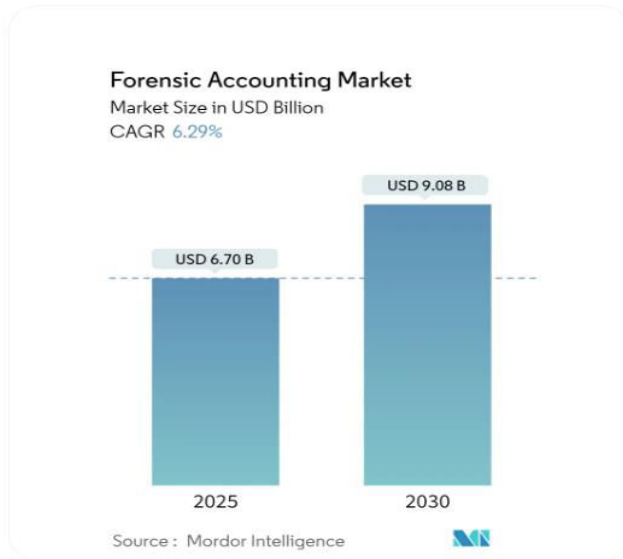 Forensic Accounting Market
Market Size in USD Billion
CAGR 6.29%
USD 9.08 B
USD 6.70 B
2025 2030
Source : Mordor Intelligence